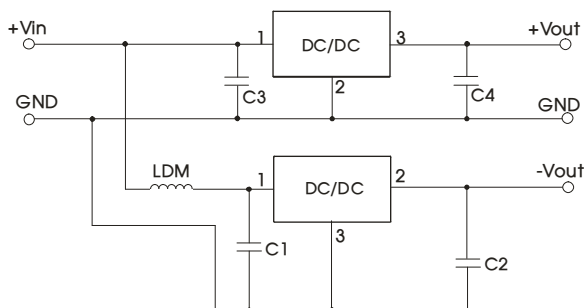 +Vin
1
DC/DC
3
+Vout
C3
2
C4
GND
GND
LDM
1
DC/DC
2
-Vout
3
C1
C2